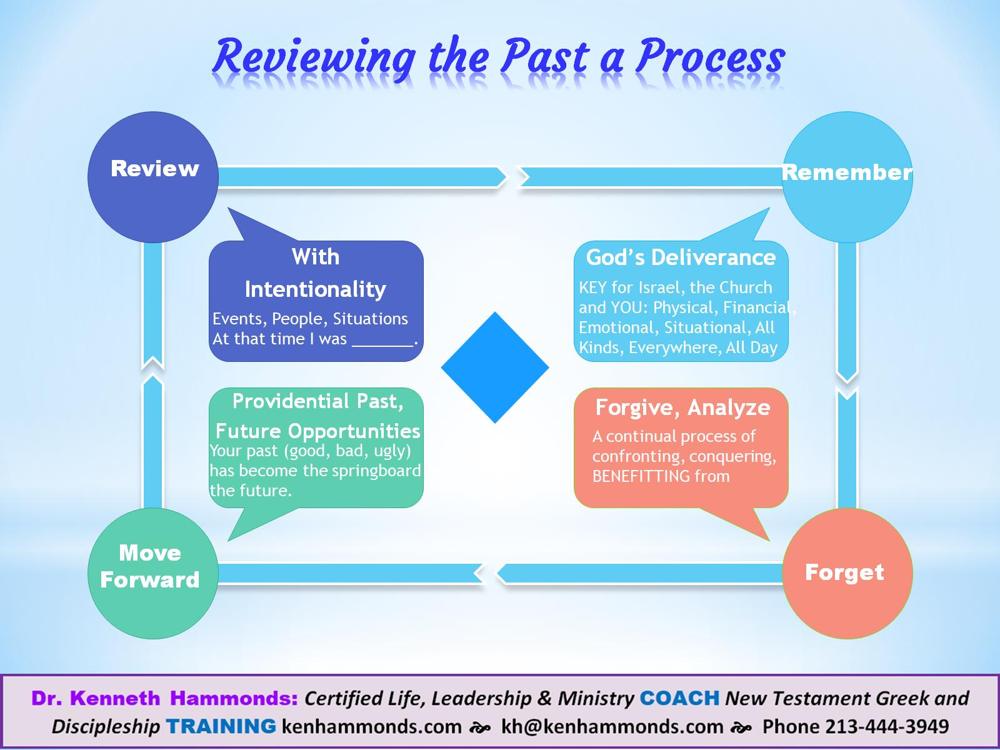 Reviewing the Past a Process
Review
Remember
With
Intentionality
Events, People, Situations
At that time I was _______.
God’s Deliverance
KEY for Israel, the Church
and YOU: Physical, Financial,
Emotional, Situational, All
Kinds, Everywhere, All Day
Providential Past,
Future Opportunities
Your past (good, bad, ugly)
has become the springboard
the future.
Forgive, Analyze
A continual process of
confronting, conquering,
BENEFITTING from
Move
Forward
Forget
Dr. Kenneth Hammonds: Certified Life, Leadership & Ministry COACH New Testament Greek and
Discipleship TRAINING kenhammonds.com kh@kenhammonds.com Phone 213-444-3949